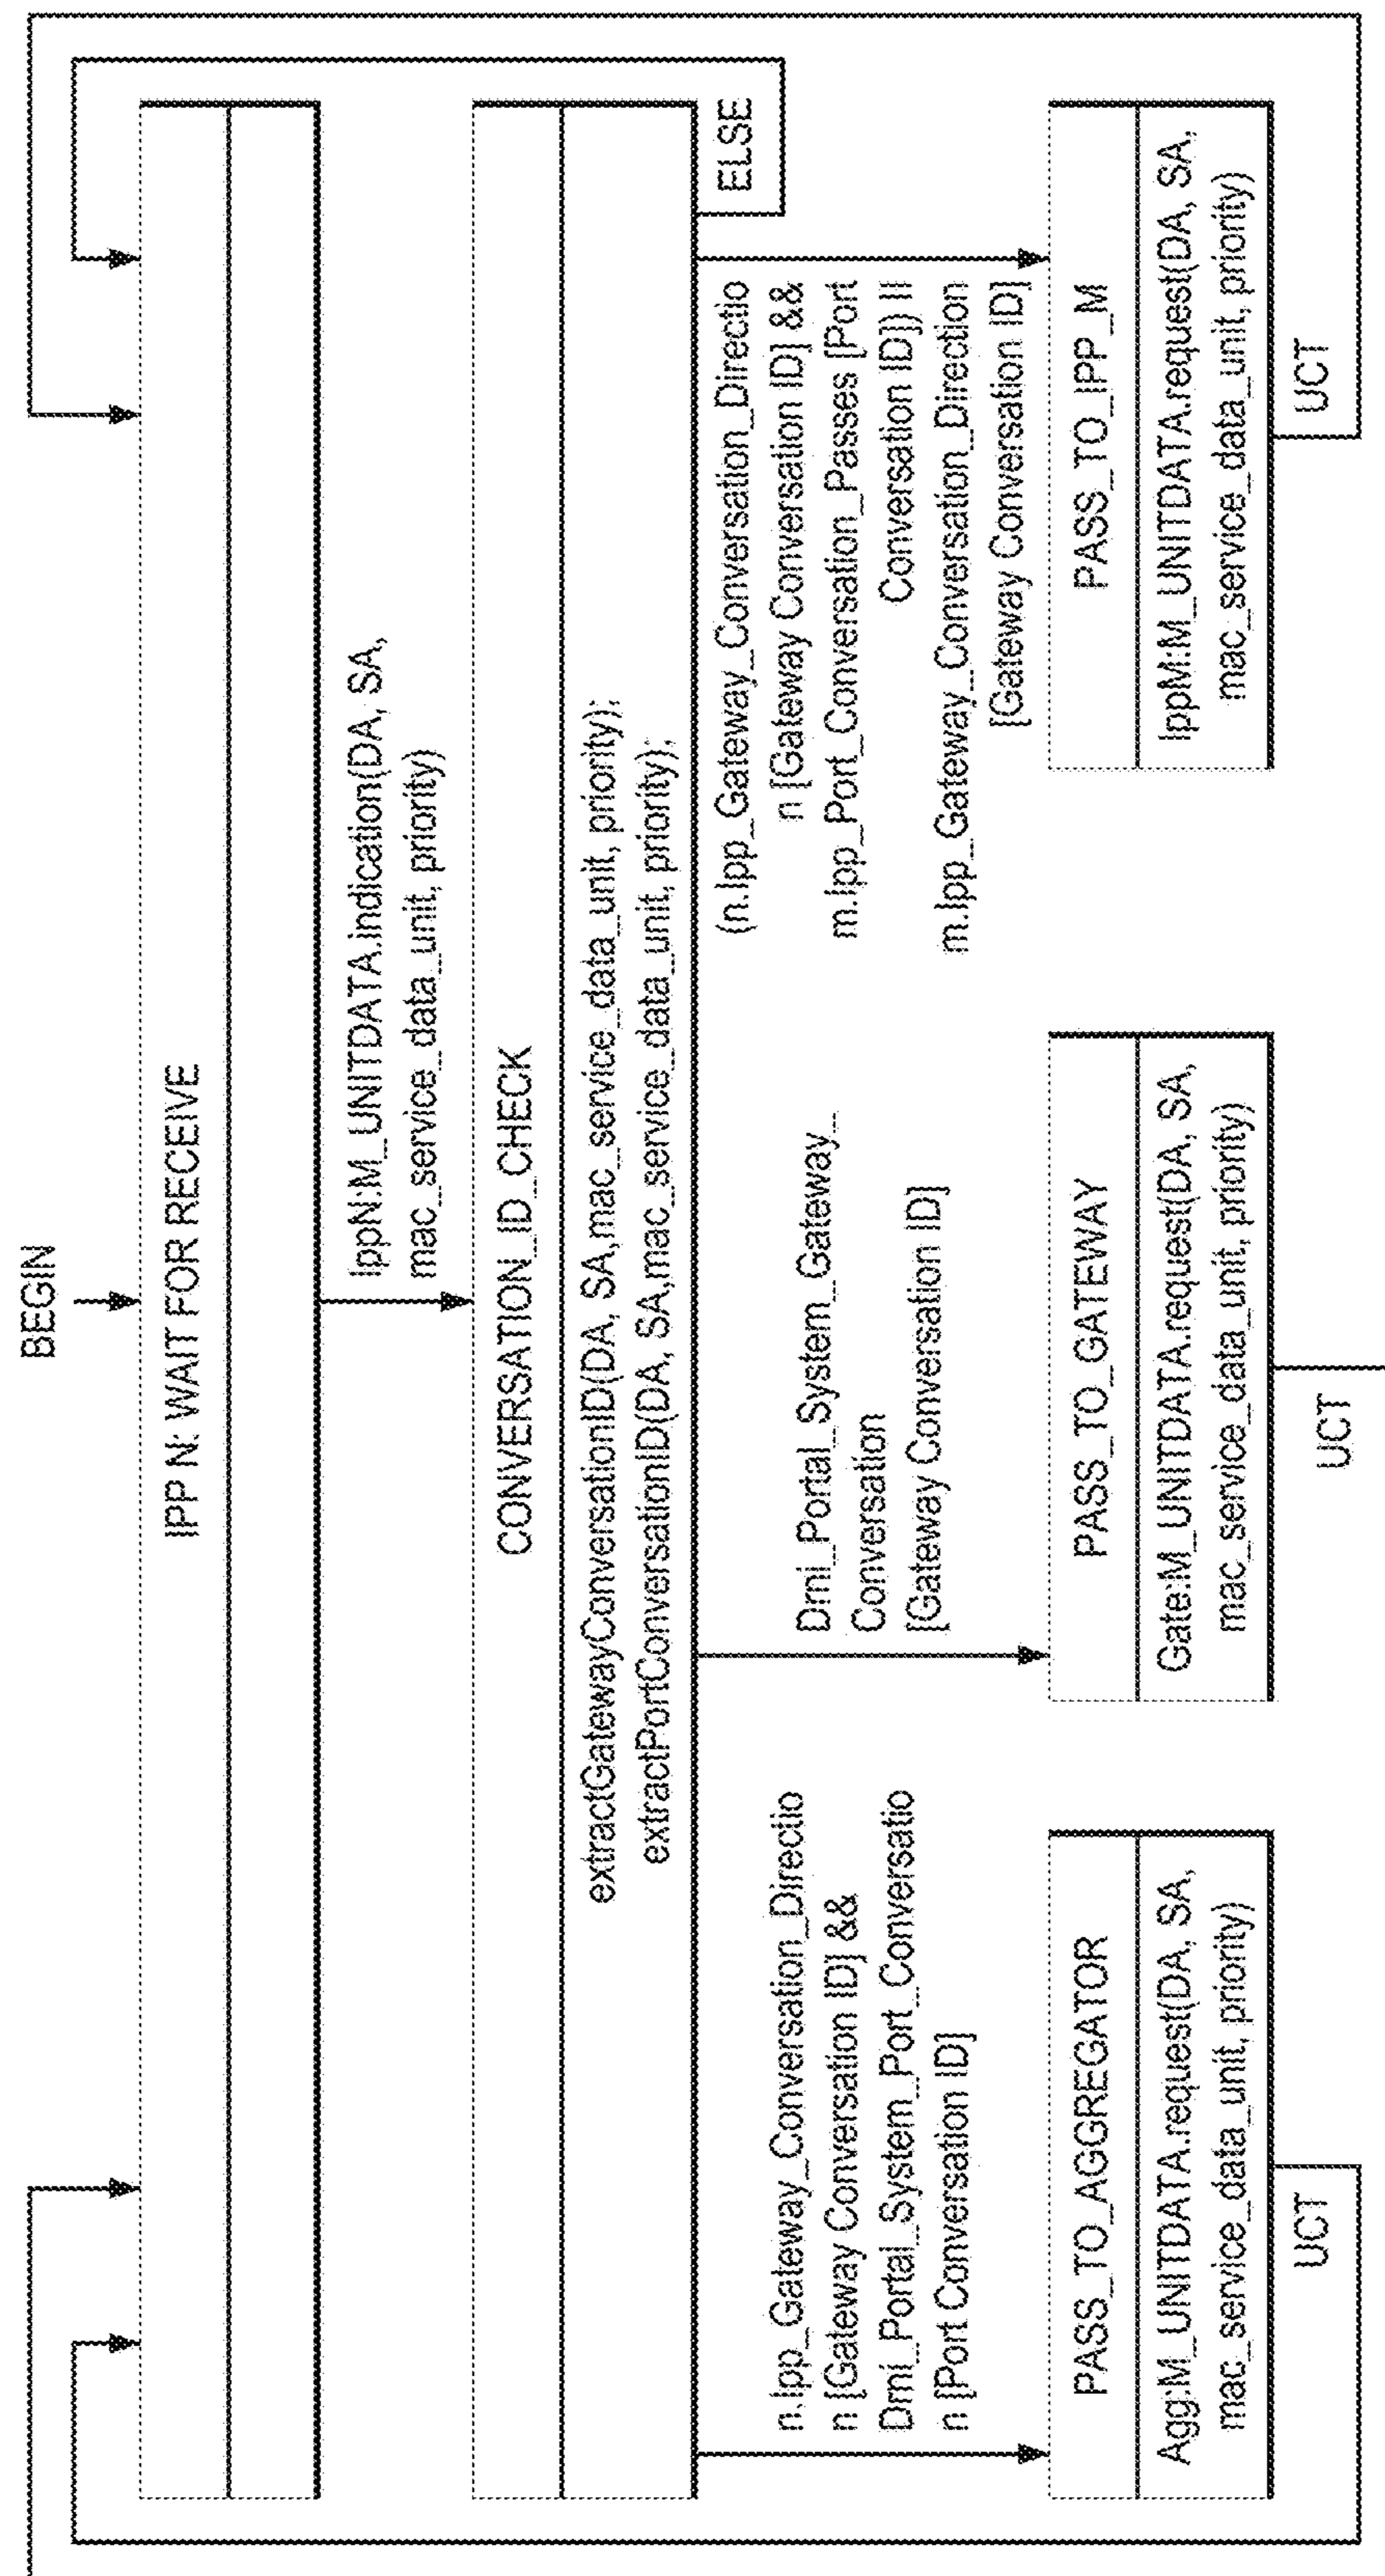 BEGIN
IPP N: WAIT FOR RECEIVE
IppN:M_UNITDATA.indication(DA, SA,
mac_service_data_unit, priority)
CONVERSATION_ID_CHECK
extractGatewayConversationID(DA, SA,mac_service_data_unit, priority);
extractPortConversationID(DA, SA,mac_service_data_unit, priority);
ELSE
n.Ipp_Gateway_Conversation_Directio
n [Gateway Conversation ID] &&
Drni_Portal_System_Port_Conversatio
n [Port Conversation ID]
Drni_Portal_System_Gateway_
Conversation
[Gateway Conversation ID]
(n.Ipp_Gateway_Conversation_Directio
n [Gateway Conversation ID] &&
m.Ipp_Port_Conversation_Passes [Port
Conversation ID]) ||
m.Ipp_Gateway_Conversation_Direction
[Gateway Conversation ID]
PASS_TO_AGGREGATOR
Agg:M_UNITDATA.request(DA, SA,
mac_service_data_unit, priority)
UCT
PASS_TO_GATEWAY
Gate:M_UNITDATA.request(DA, SA,
mac_service_data_unit, priority)
UCT
PASS_TO_IPP_M
IppM:M_UNITDATA.request(DA, SA,
mac_service_data_unit, priority)
UCT